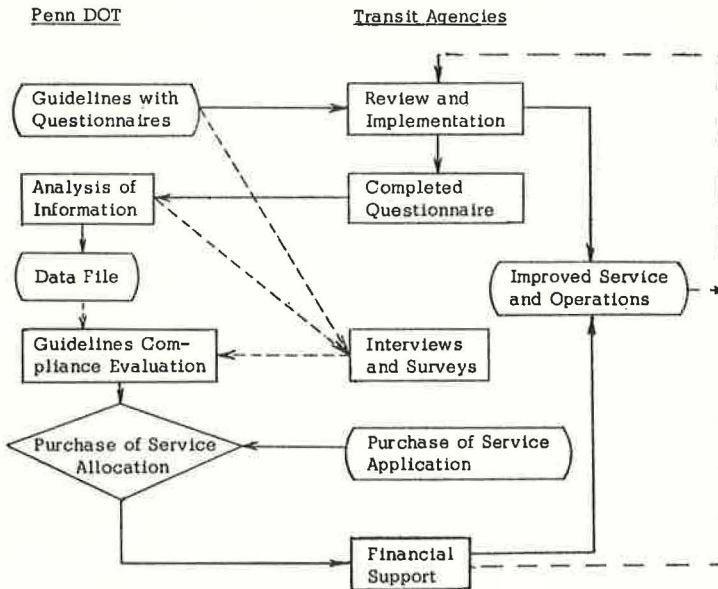 Penn DOT
Transit Agencies
Guidelines with
Questionnaires
Review and
Implementation
Analysis of
Information
Completed
Questionnaire
Data File
Improved Service
and Operations
Guidelines Com-
pliance Evaluation
Interviews
and Surveys
Purchase of Service
Allocation
Purchase of Service
Application
Financial
Support